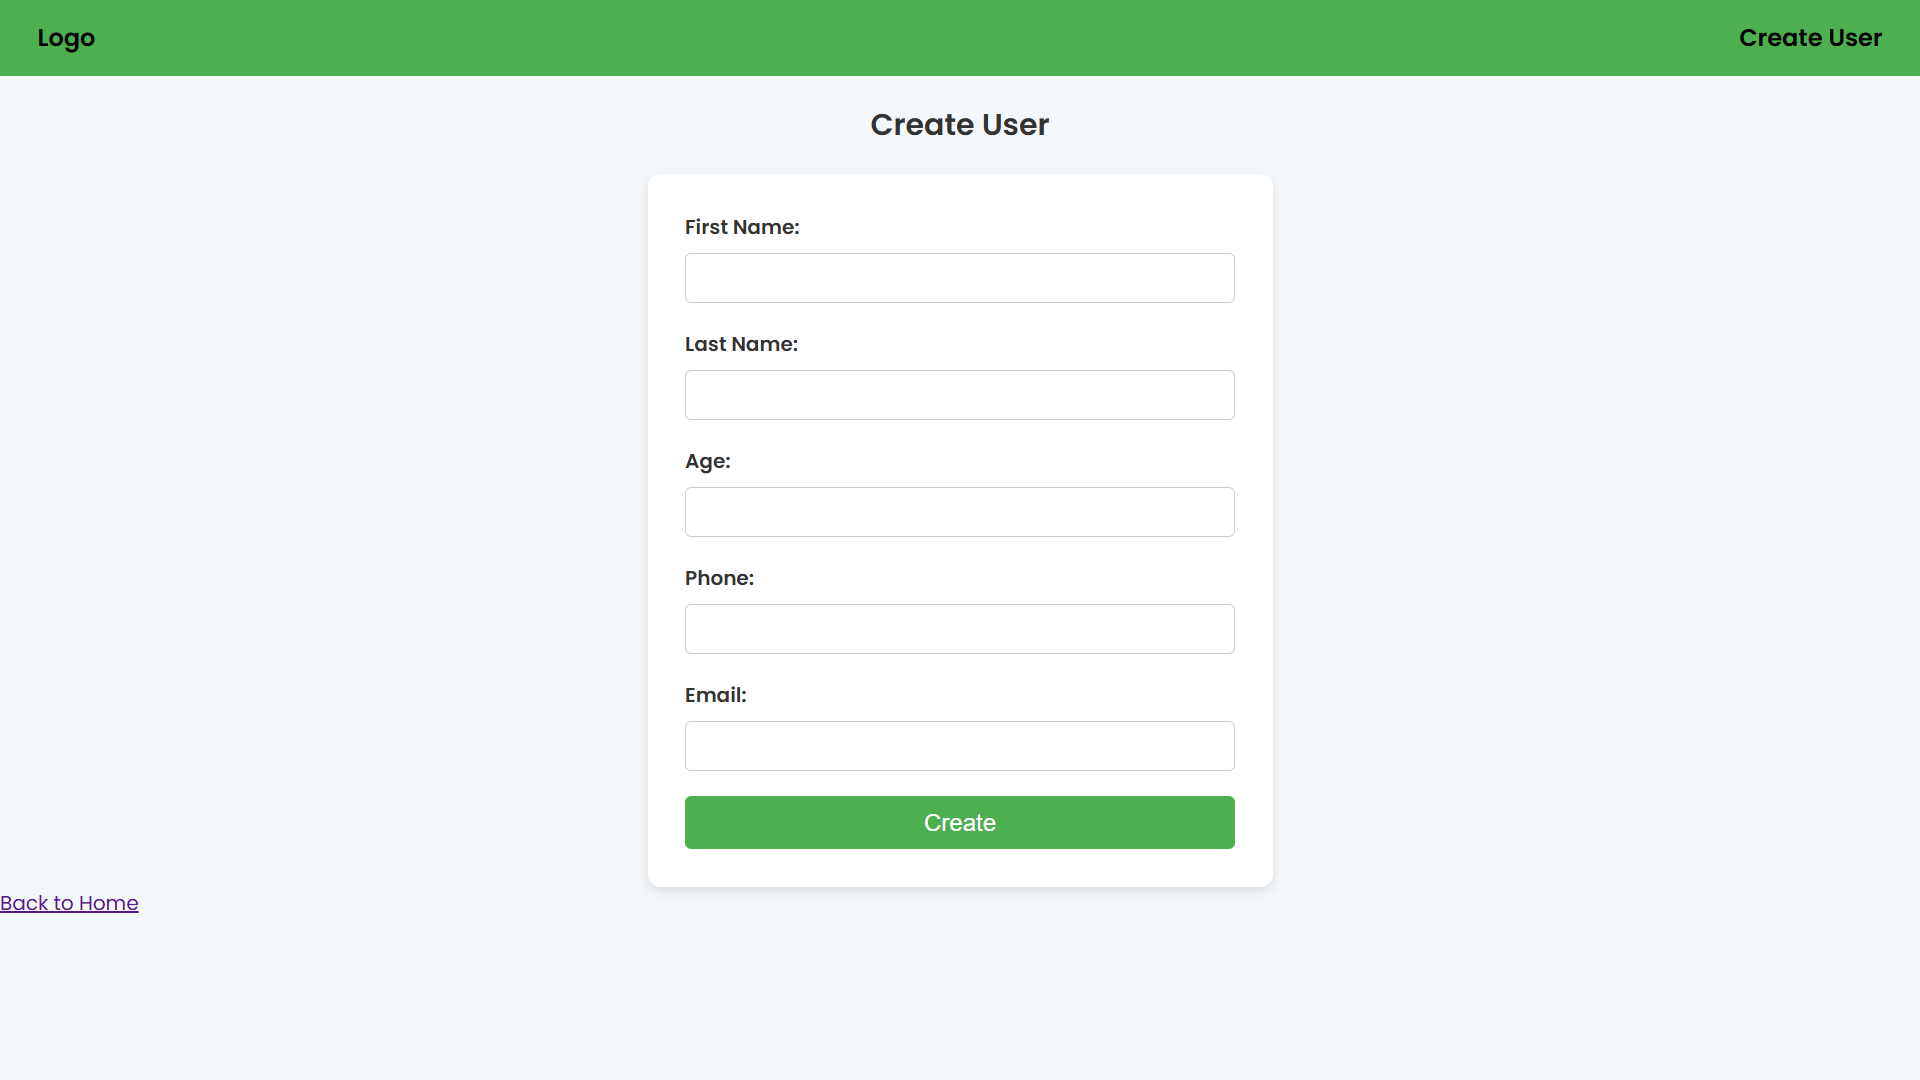 Logo
Create User
Create User
First Name:
Last Name:
Age:
Phone:
Email:
Create
Back to Home